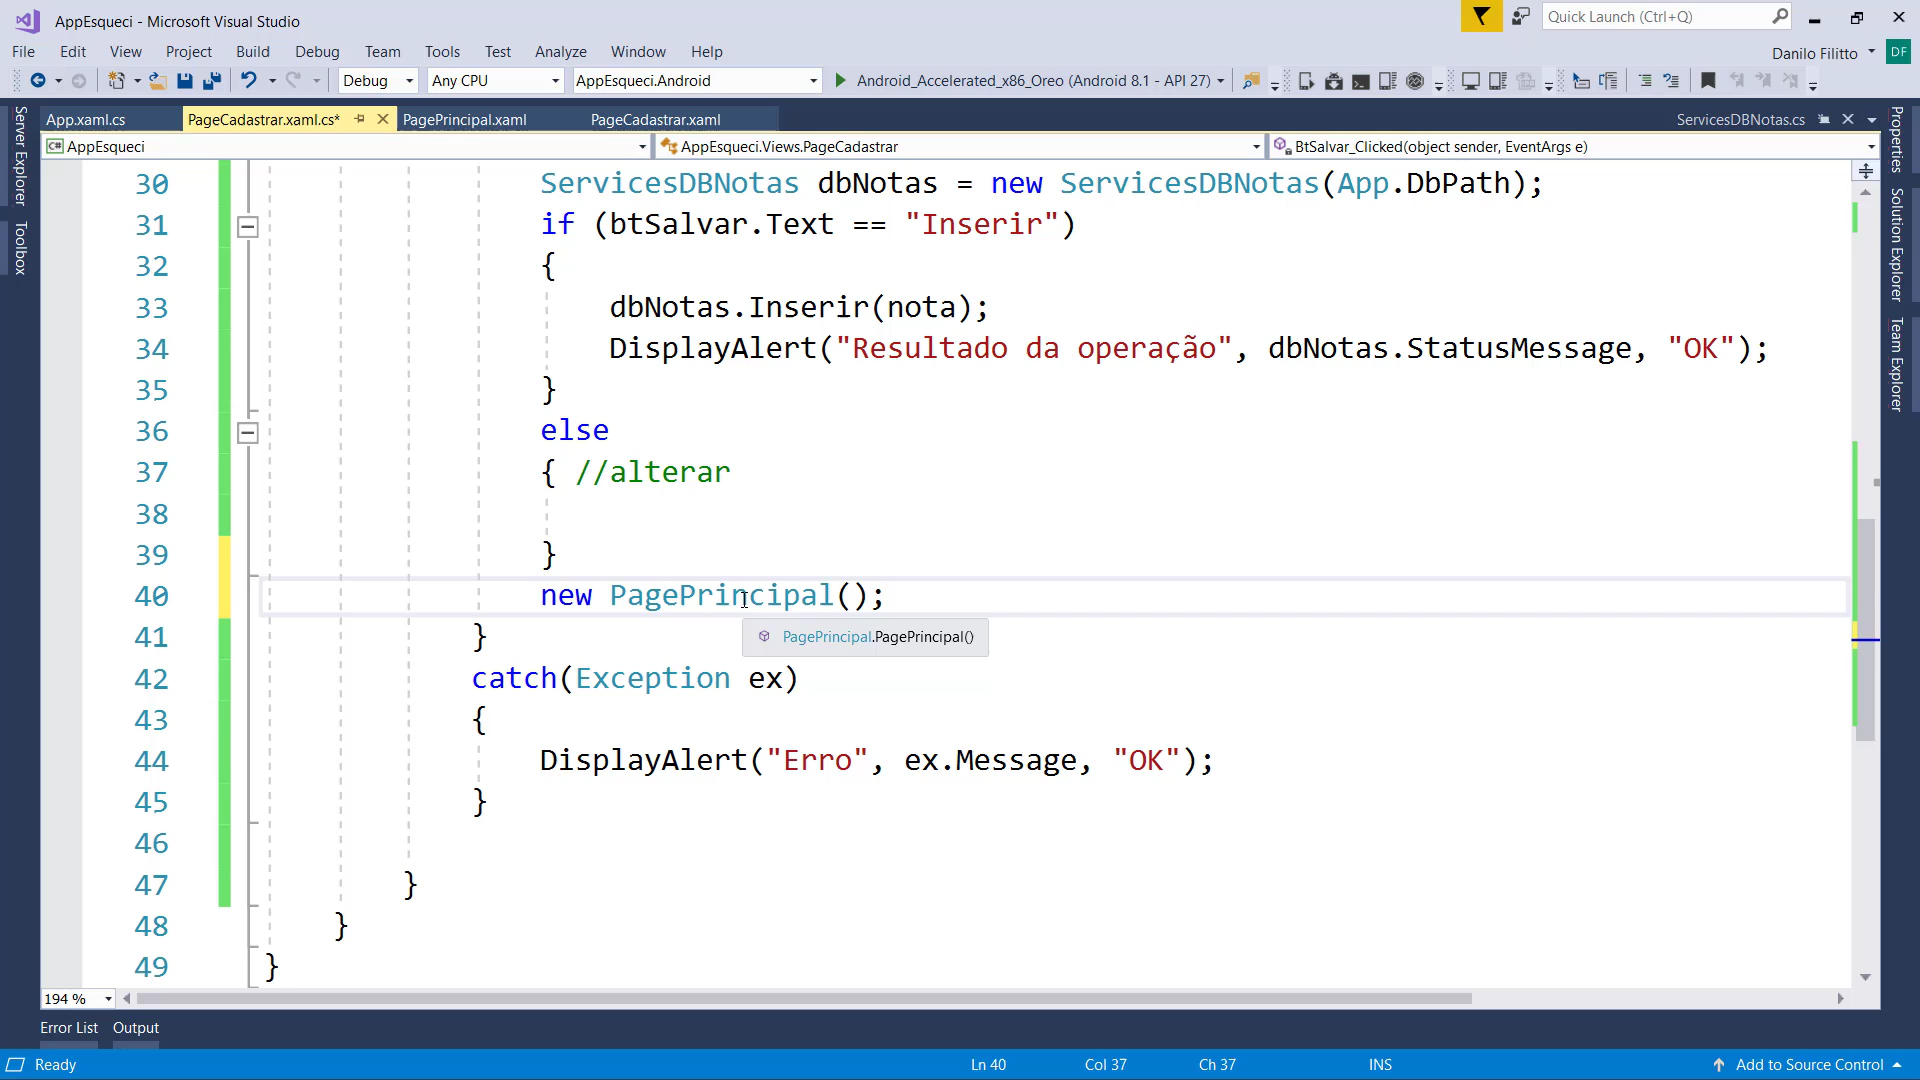 AppEsqueci - Microsoft Visual Studio
Quick Launch (Ctrl+Q)
File Edit View Project Build Debug Team Tools Test Analyze Window Help
Danilo Filitto DF
Debug Any CPU AppEsqueci.Android Android_Accelerated_x86_Oreo (Android 8.1 - API 27)
App.xaml.cs PageCadastrar.xaml.cs* PagePrincipal.xaml PageCadastrar.xaml ServicesDBNotas.cs
AppEsqueci AppEsqueci.Views.PageCadastrar BtSalvar_Clicked(object sender, EventArgs e)
Server Explorer
Toolbox
Properties
Solution Explorer
Team Explorer
30 ServicesDBNotas dbNotas = new ServicesDBNotas(App.DbPath);
31 if (btSalvar.Text == "Inserir")
32 {
33 dbNotas.Inserir(nota);
34 DisplayAlert("Resultado da operação", dbNotas.StatusMessage, "OK");
35 }
36 else
37 { //alterar
38
39 }
40 new PagePrincipal();
PagePrincipal.PagePrincipal()
41 }
42 catch(Exception ex)
43 {
44 DisplayAlert("Erro", ex.Message, "OK");
45 }
46
47 }
48 }
49 }
194 %
Error List Output
Ready Ln 40 Col 37 Ch 37 INS Add to Source Control